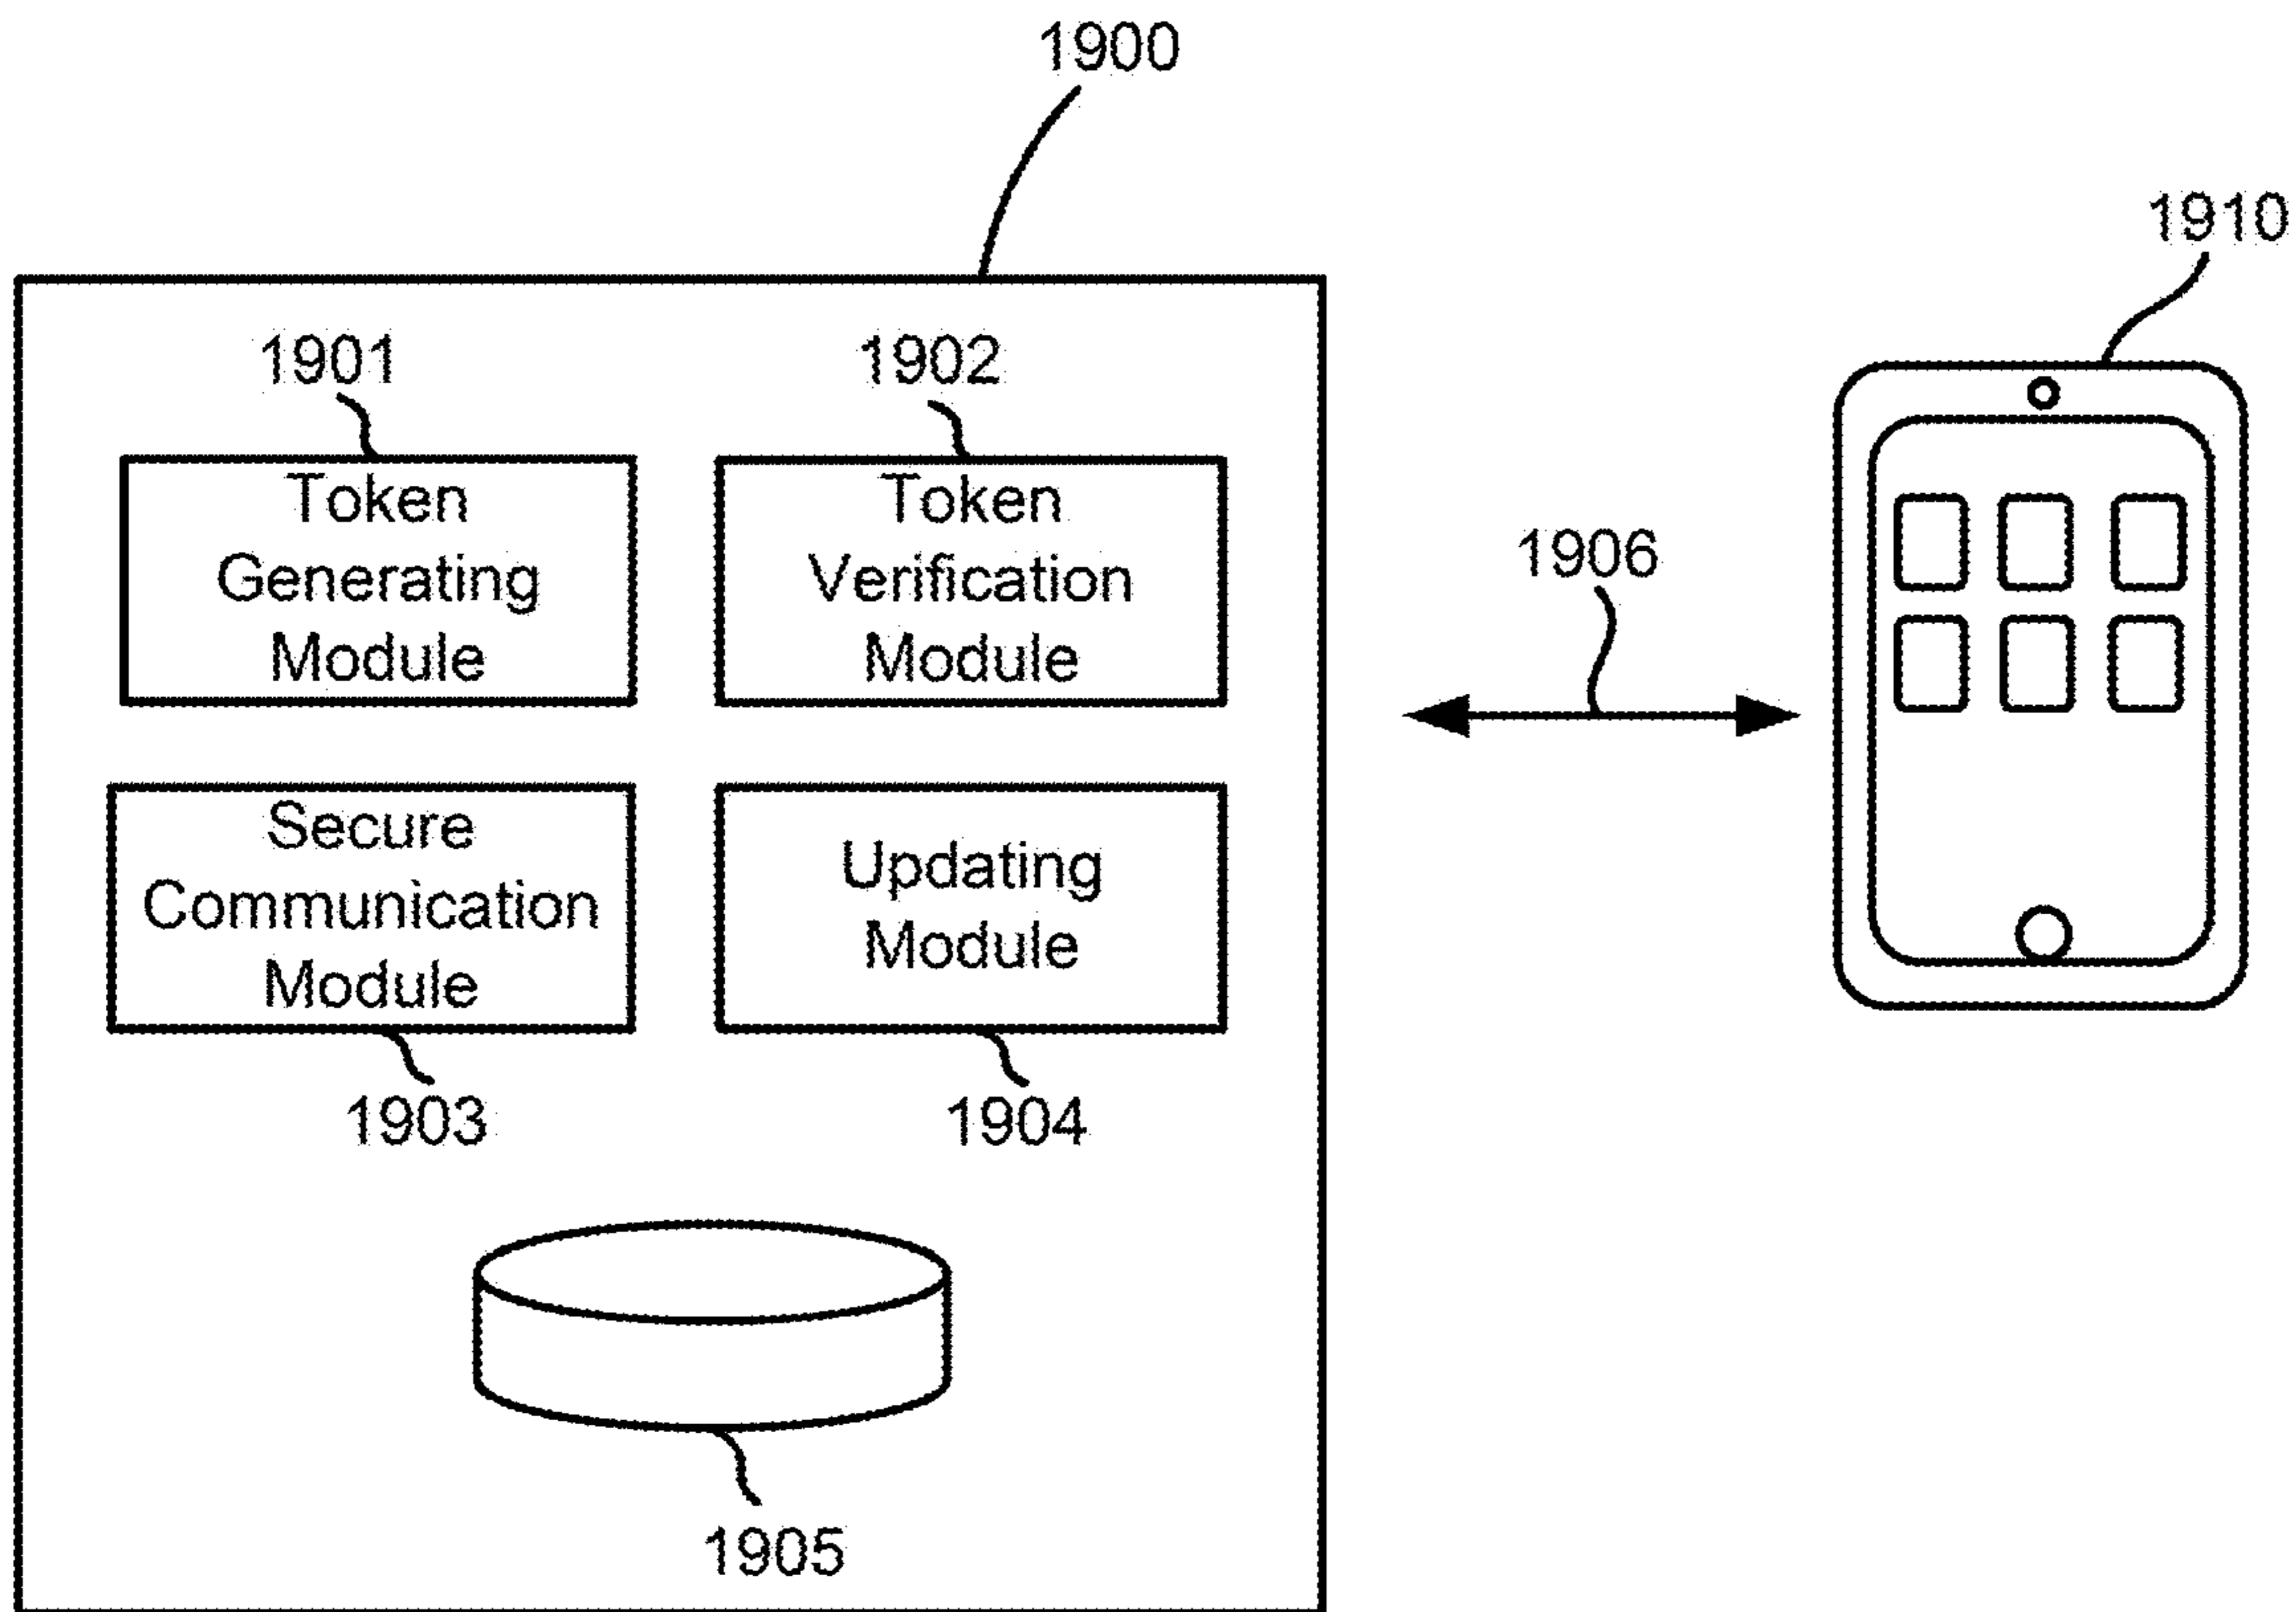 1900
1910
1901
1902
Token
Generating
Module
Token
Verification
Module
1906
Secure
Communication
Module
Updating
Module
1903
1904
1905